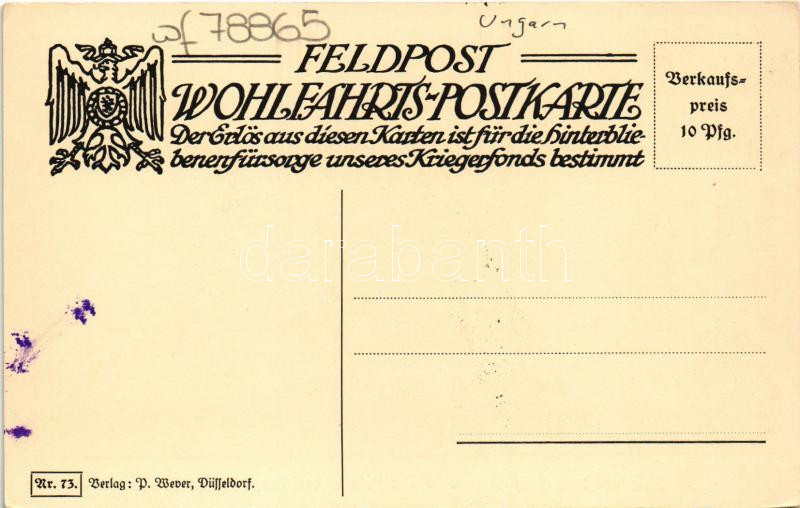 wf 78865
Ungarn
FELDPOST
WOHLFAHRTS-POSTKARTE
Der Erlös aus diesen Karten ist für die Hinterblie-
benenfürsorge unseres Kriegerfonds bestimmt
Verkaufs-
preis
10 Pfg.
darabanth
Nr. 73. Verlag: P. Wever, Düsseldorf.